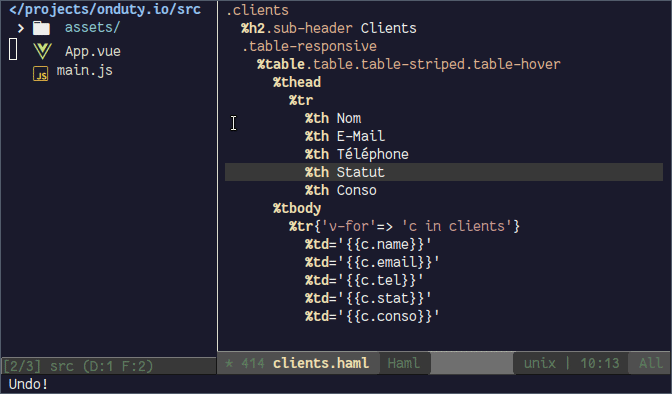 </projects/onduty.io/src
> assets/
App.vue
JS main.js
[2/3] src (D:1 F:2)
.clients
%h2.sub-header Clients
.table-responsive
%table.table.table-striped.table-hover
%thead
%tr
%th Nom
%th E-Mail
%th Téléphone
%th Statut
%th Conso
%tbody
%tr{'v-for'=> 'c in clients'}
%td='{{c.name}}'
%td='{{c.email}}'
%td='{{c.tel}}'
%td='{{c.stat}}'
%td='{{c.conso}}'
* 414 clients.haml Haml unix | 10:13 All
Undo!